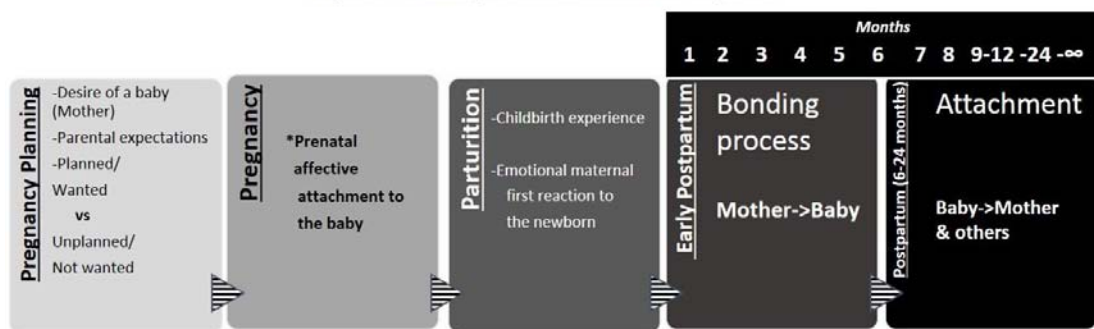 Months
1 2 3 4 5 6 7 8 9-12 -24 -∞
Pregnancy Planning
-Desire of a baby
(Mother)
-Parental expectations
-Planned/
Wanted
vs
Unplanned/
Not wanted
Pregnancy
*Prenatal
affective
attachment to
the baby
Parturition
-Childbirth experience
-Emotional maternal
first reaction to
the newborn
Early Postpartum
Bonding
process
Mother->Baby
Postpartum (6-24 months)
Attachment
Baby->Mother
& others